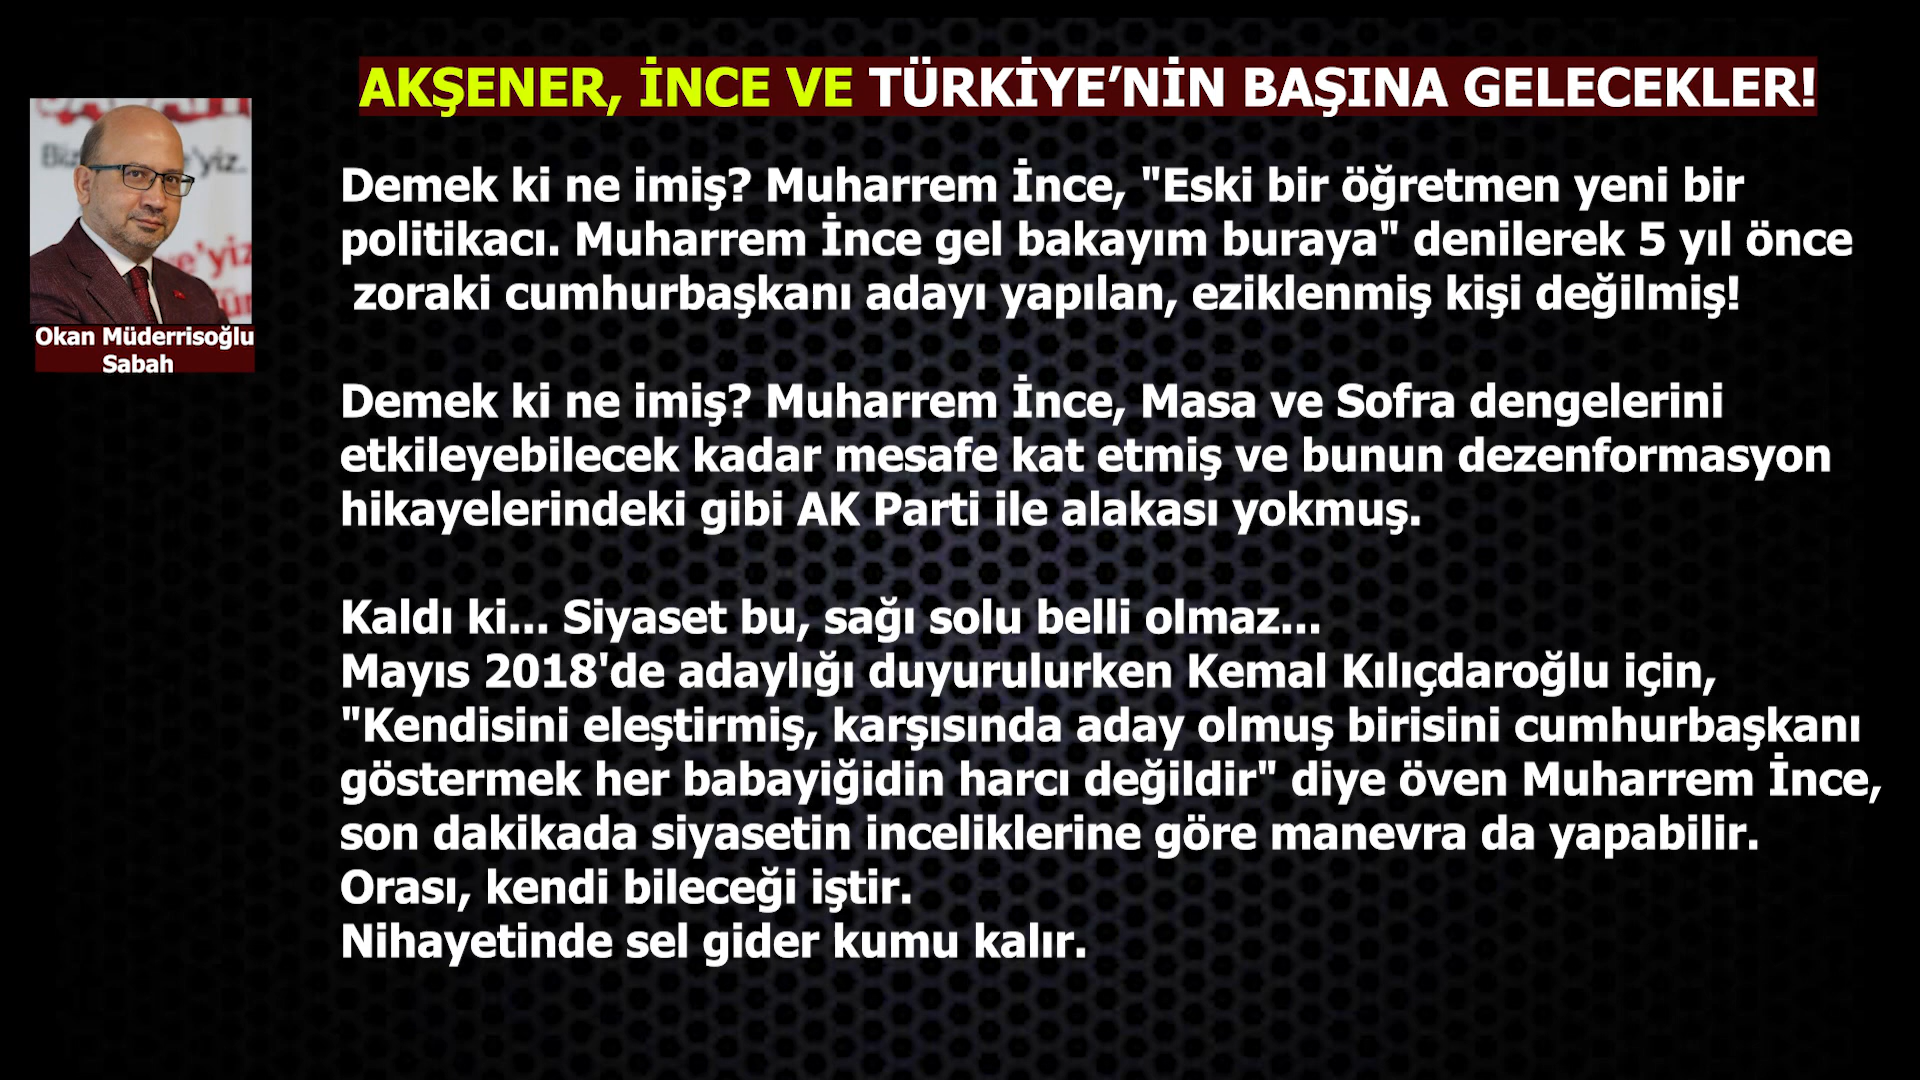 AKŞENER, İNCE VE TÜRKİYE’NİN BAŞINA GELECEKLER!
Okan Müderrisoğlu
Sabah
Demek ki ne imiş? Muharrem İnce, "Eski bir öğretmen yeni bir
politikacı. Muharrem İnce gel bakayım buraya" denilerek 5 yıl önce
zoraki cumhurbaşkanı adayı yapılan, eziklenmiş kişi değilmiş!
Demek ki ne imiş? Muharrem İnce, Masa ve Sofra dengelerini
etkileyebilecek kadar mesafe kat etmiş ve bunun dezenformasyon
hikayelerindeki gibi AK Parti ile alakası yokmuş.
Kaldı ki... Siyaset bu, sağı solu belli olmaz...
Mayıs 2018'de adaylığı duyurulurken Kemal Kılıçdaroğlu için,
"Kendisini eleştirmiş, karşısında aday olmuş birisini cumhurbaşkanı
göstermek her babayiğidin harcı değildir" diye öven Muharrem İnce,
son dakikada siyasetin inceliklerine göre manevra da yapabilir.
Orası, kendi bileceği iştir.
Nihayetinde sel gider kumu kalır.